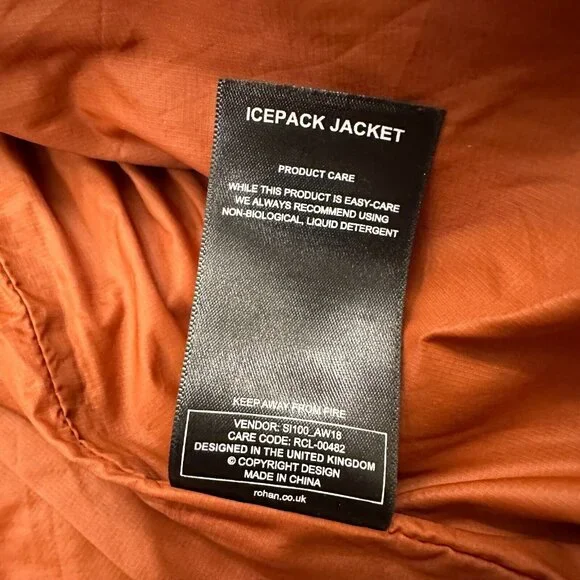 ICEPACK JACKET
PRODUCT CARE
WHILE THIS PRODUCT IS EASY-CARE
WE ALWAYS RECOMMEND USING
NON-BIOLOGICAL, LIQUID DETERGENT
KEEP AWAY FROM FIRE
VENDOR: SI100_AW18
CARE CODE: RCL-00482
DESIGNED IN THE UNITED KINGDOM
© COPYRIGHT DESIGN
MADE IN CHINA
rohan.co.uk